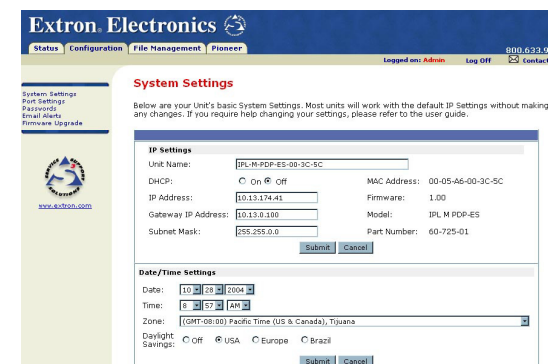 Extron. Electronics
Status Configuration File Management Pioneer
800.633.9
Logged on: Admin Log Off Contact
System Settings
Port Settings
Passwords
Email Alerts
Firmware Upgrade
SERVICE SUPPORT SOLUTIONS
www.extron.com
System Settings
Below are your Unit's basic System Settings. Most units will work with the default IP Settings without making
any changes. If you require help changing your settings, please refer to the user guide.
IP Settings
Unit Name: IPL-M-PDP-ES-00-3C-5C
DHCP: On Off MAC Address: 00-05-A6-00-3C-5C
IP Address: 10.13.174.41 Firmware: 1.00
Gateway IP Address: 10.13.0.100 Model: IPL M PDP-ES
Subnet Mask: 255.255.0.0 Part Number: 60-725-01
Submit Cancel
Date/Time Settings
Date: 10 28 2004
Time: 8 57 AM
Zone: (GMT-08:00) Pacific Time (US & Canada), Tijuana
Daylight Savings: Off USA Europe Brazil
Submit Cancel